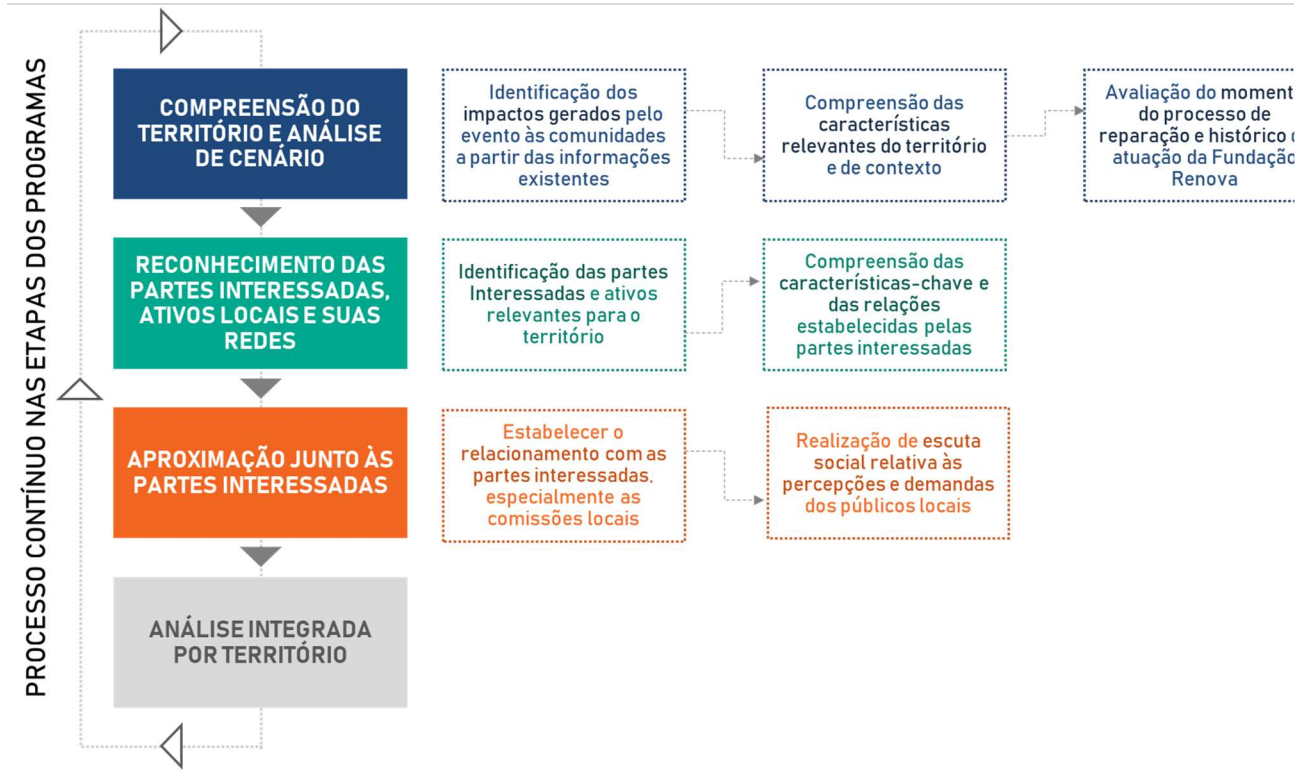 PROCESSO CONTÍNUO NAS ETAPAS DOS PROGRAMAS
COMPREENSÃO DO
TERRITÓRIO E ANÁLISE
DE CENÁRIO
Identificação dos
impactos gerados pelo
evento às comunidades
a partir das informações
existentes
Compreensão das
características
relevantes do território
e de contexto
Avaliação do
do processo de
reparação e histórico
atuação da Fundação
Renova
RECONHECIMENTO DAS
PARTES INTERESSADAS,
ATIVOS LOCAIS E SUAS
REDES
Identificação das partes
Interessadas e ativos
relevantes para o
território
Compreensão das
características-chave e
das relações
estabelecidas pelas
partes interessadas
APROXIMAÇÃO JUNTO ÀS
PARTES INTERESSADAS
Estabelecer o
relacionamento com as
partes interessadas,
especialmente as
comissões locais
Realização de escuta
social relativa às
percepções e demandas
dos públicos locais
ANÁLISE INTEGRADA
POR TERRITÓRIO